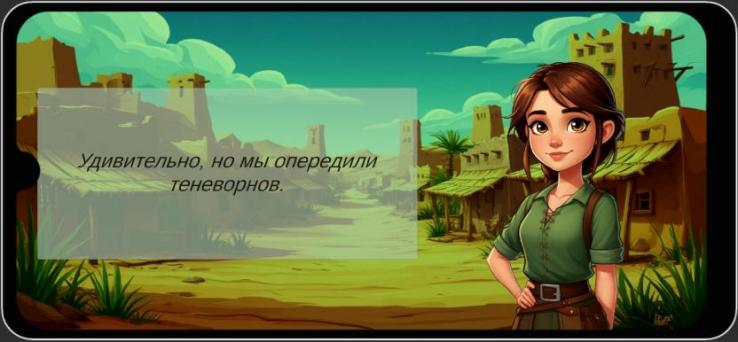 Удивительно, но мы опередили
теневорнов.